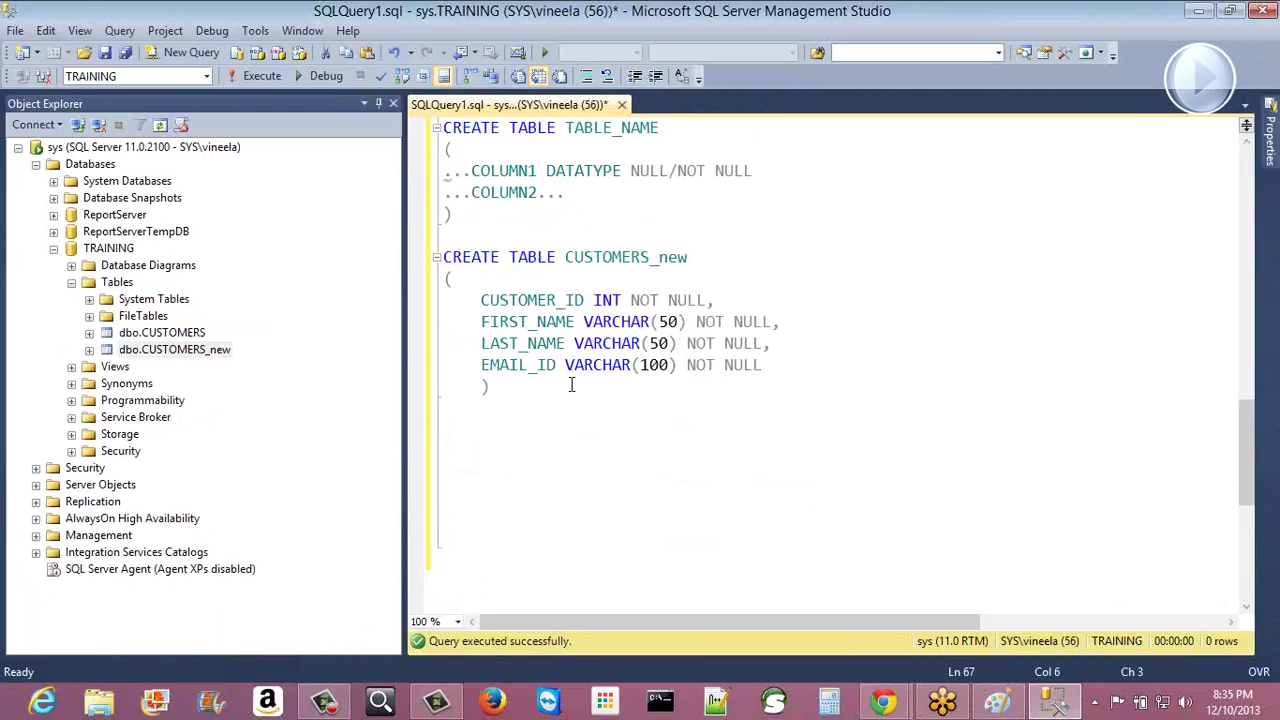 SQLQuery1.sql - sys.TRAINING (SYS\vineela (56))* - Microsoft SQL Server Management Studio
File Edit View Query Project Debug Tools Window Help
New Query
TRAINING Execute Debug
Object Explorer
SQLQuery1.sql - sys...(SYS\vineela (56))*
Properties
Connect
sys (SQL Server 11.0.2100 - SYS\vineela)
Databases
System Databases
Database Snapshots
ReportServer
ReportServerTempDB
TRAINING
Database Diagrams
Tables
System Tables
FileTables
dbo.CUSTOMERS
dbo.CUSTOMERS_new
Views
Synonyms
Programmability
Service Broker
Storage
Security
Security
Server Objects
Replication
AlwaysOn High Availability
Management
Integration Services Catalogs
SQL Server Agent (Agent XPs disabled)
CREATE TABLE TABLE_NAME
(
...COLUMN1 DATATYPE NULL/NOT NULL
...COLUMN2...
)
CREATE TABLE CUSTOMERS_new
(
CUSTOMER_ID INT NOT NULL,
FIRST_NAME VARCHAR(50) NOT NULL,
LAST_NAME VARCHAR(50) NOT NULL,
EMAIL_ID VARCHAR(100) NOT NULL
)
100 %
Query executed successfully. sys (11.0 RTM) SYS\vineela (56) TRAINING 00:00:00 0 rows
Ready Ln 67 Col 6 Ch 3 OVR
8:35 PM
12/10/2013